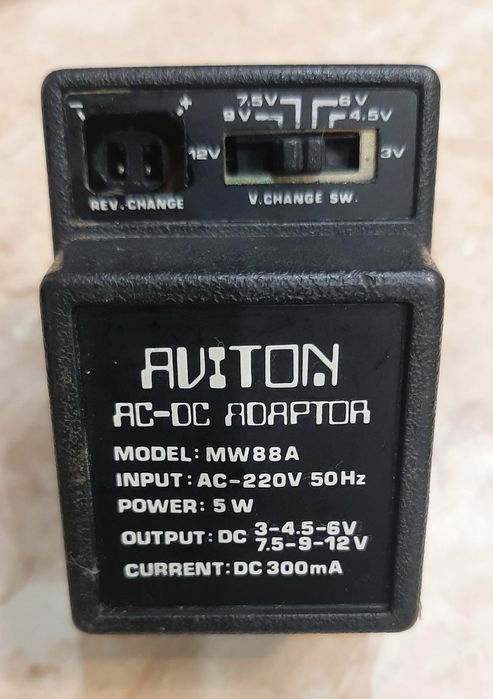 - +
7.5V 6V
9V 4.5V
12V 3V
REV. CHANGE V. CHANGE SW.
AVITON
AC-DC ADAPTOR
MODEL: MW88A
INPUT: AC-220V 50Hz
POWER: 5 W
OUTPUT: DC 3-4.5-6V
7.5-9-12V
CURRENT: DC 300mA